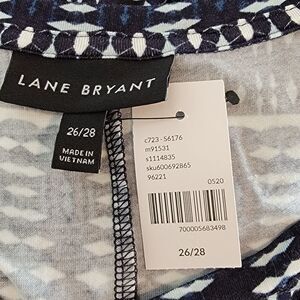 LANE BRYANT
26/28
MADE IN
VIETNAM
c723 - 56176
m91531
s1114835
sku600692865
96221
0520
700005683498
26/28